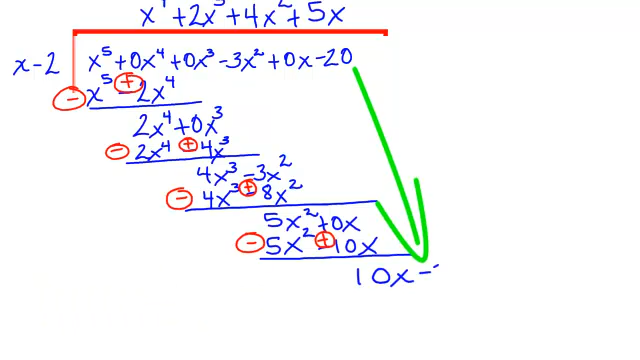 x⁴ + 2x³ + 4x² + 5x
x - 2 x⁵ + 0x⁴ + 0x³ - 3x² + 0x - 20
- x⁵ + 2x⁴
2x⁴ + 0x³
- 2x⁴ + 4x³
4x³ - 3x²
- 4x³ + 8x²
5x² + 0x
- 5x² + 10x
10x -